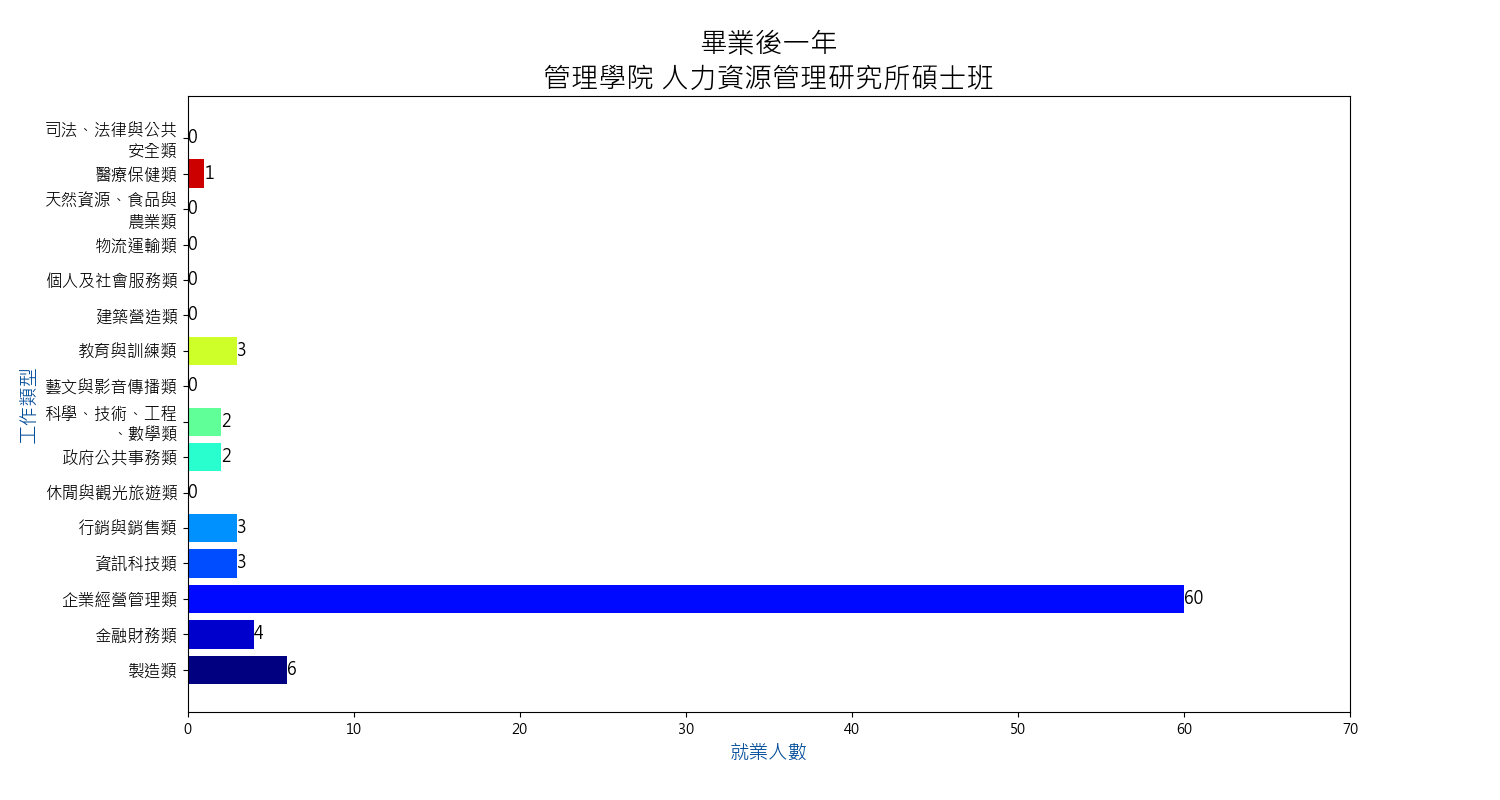 畢業後一年
管理學院 人力資源管理研究所碩士班
工作類型
司法、法律與公共
安全類
0
醫療保健類
1
天然資源、食品與
農業類
0
物流運輸類
0
個人及社會服務類
0
建築營造類
0
教育與訓練類
3
藝文與影音傳播類
0
科學、技術、工程
、數學類
2
政府公共事務類
2
休閒與觀光旅遊類
0
行銷與銷售類
3
資訊科技類
3
企業經營管理類
60
金融財務類
4
製造類
6
0 10 20 30 40 50 60 70
就業人數